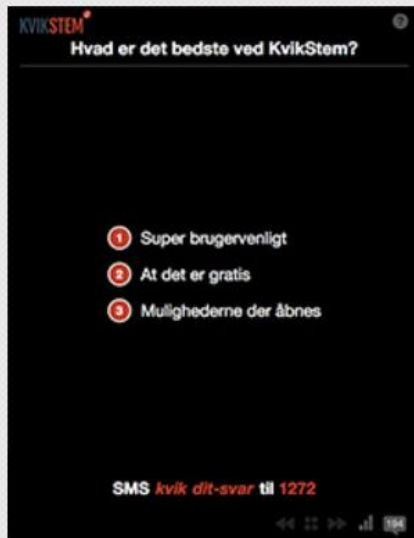 KVIKSTEM
?
Hvad er det bedste ved KvikStem?
1 Super brugervenligt
2 At det er gratis
3 Mulighederne der åbnes
SMS kvik dit-svar til 1272
194